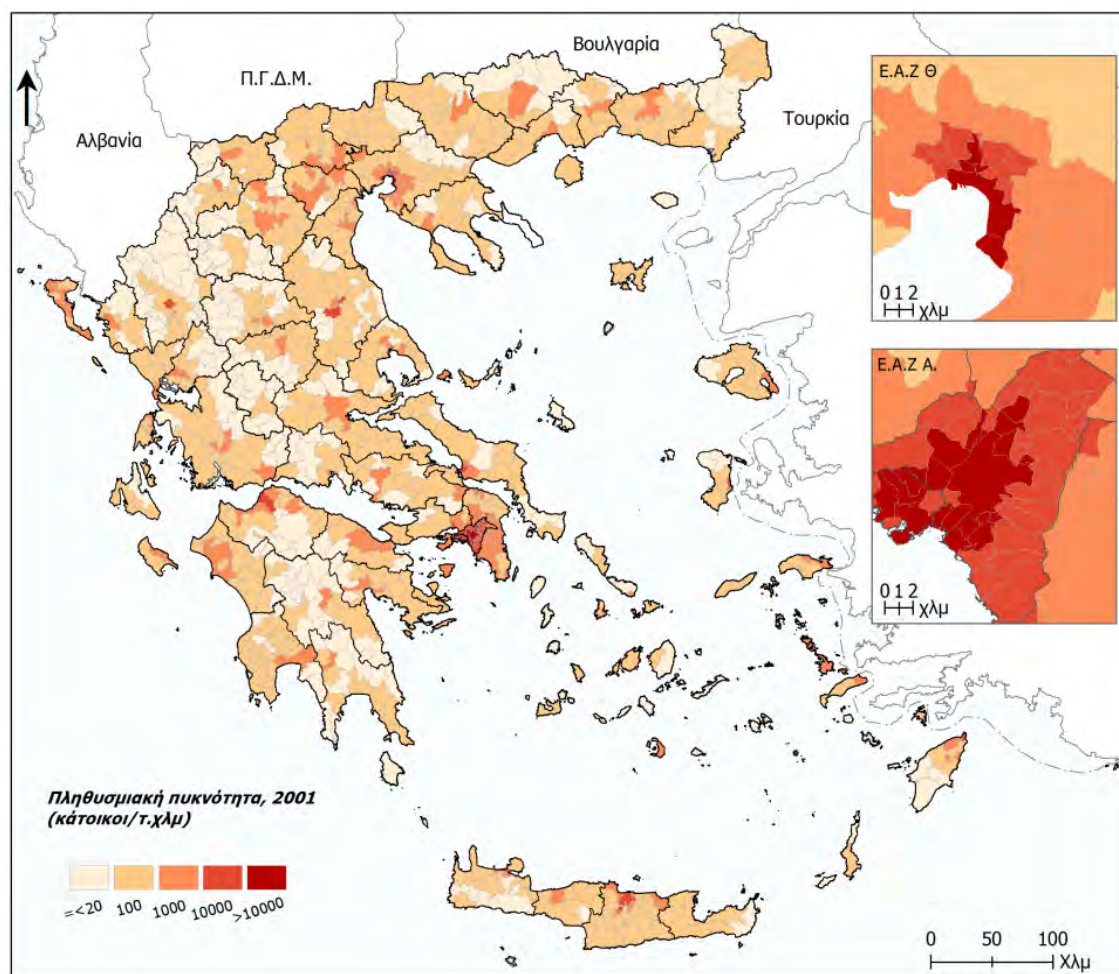 Βουλγαρία
Π.Γ.Δ.Μ.
Αλβανία
Τουρκία
Ε.Α.Ζ Θ
0 1 2
χλμ
Ε.Α.Ζ Α.
0 1 2
χλμ
Πληθυσμιακή πυκνότητα, 2001
(κάτοικοι/τ.χλμ)
=<20 100 1000 10000 >10000
0 50 100
Χλμ